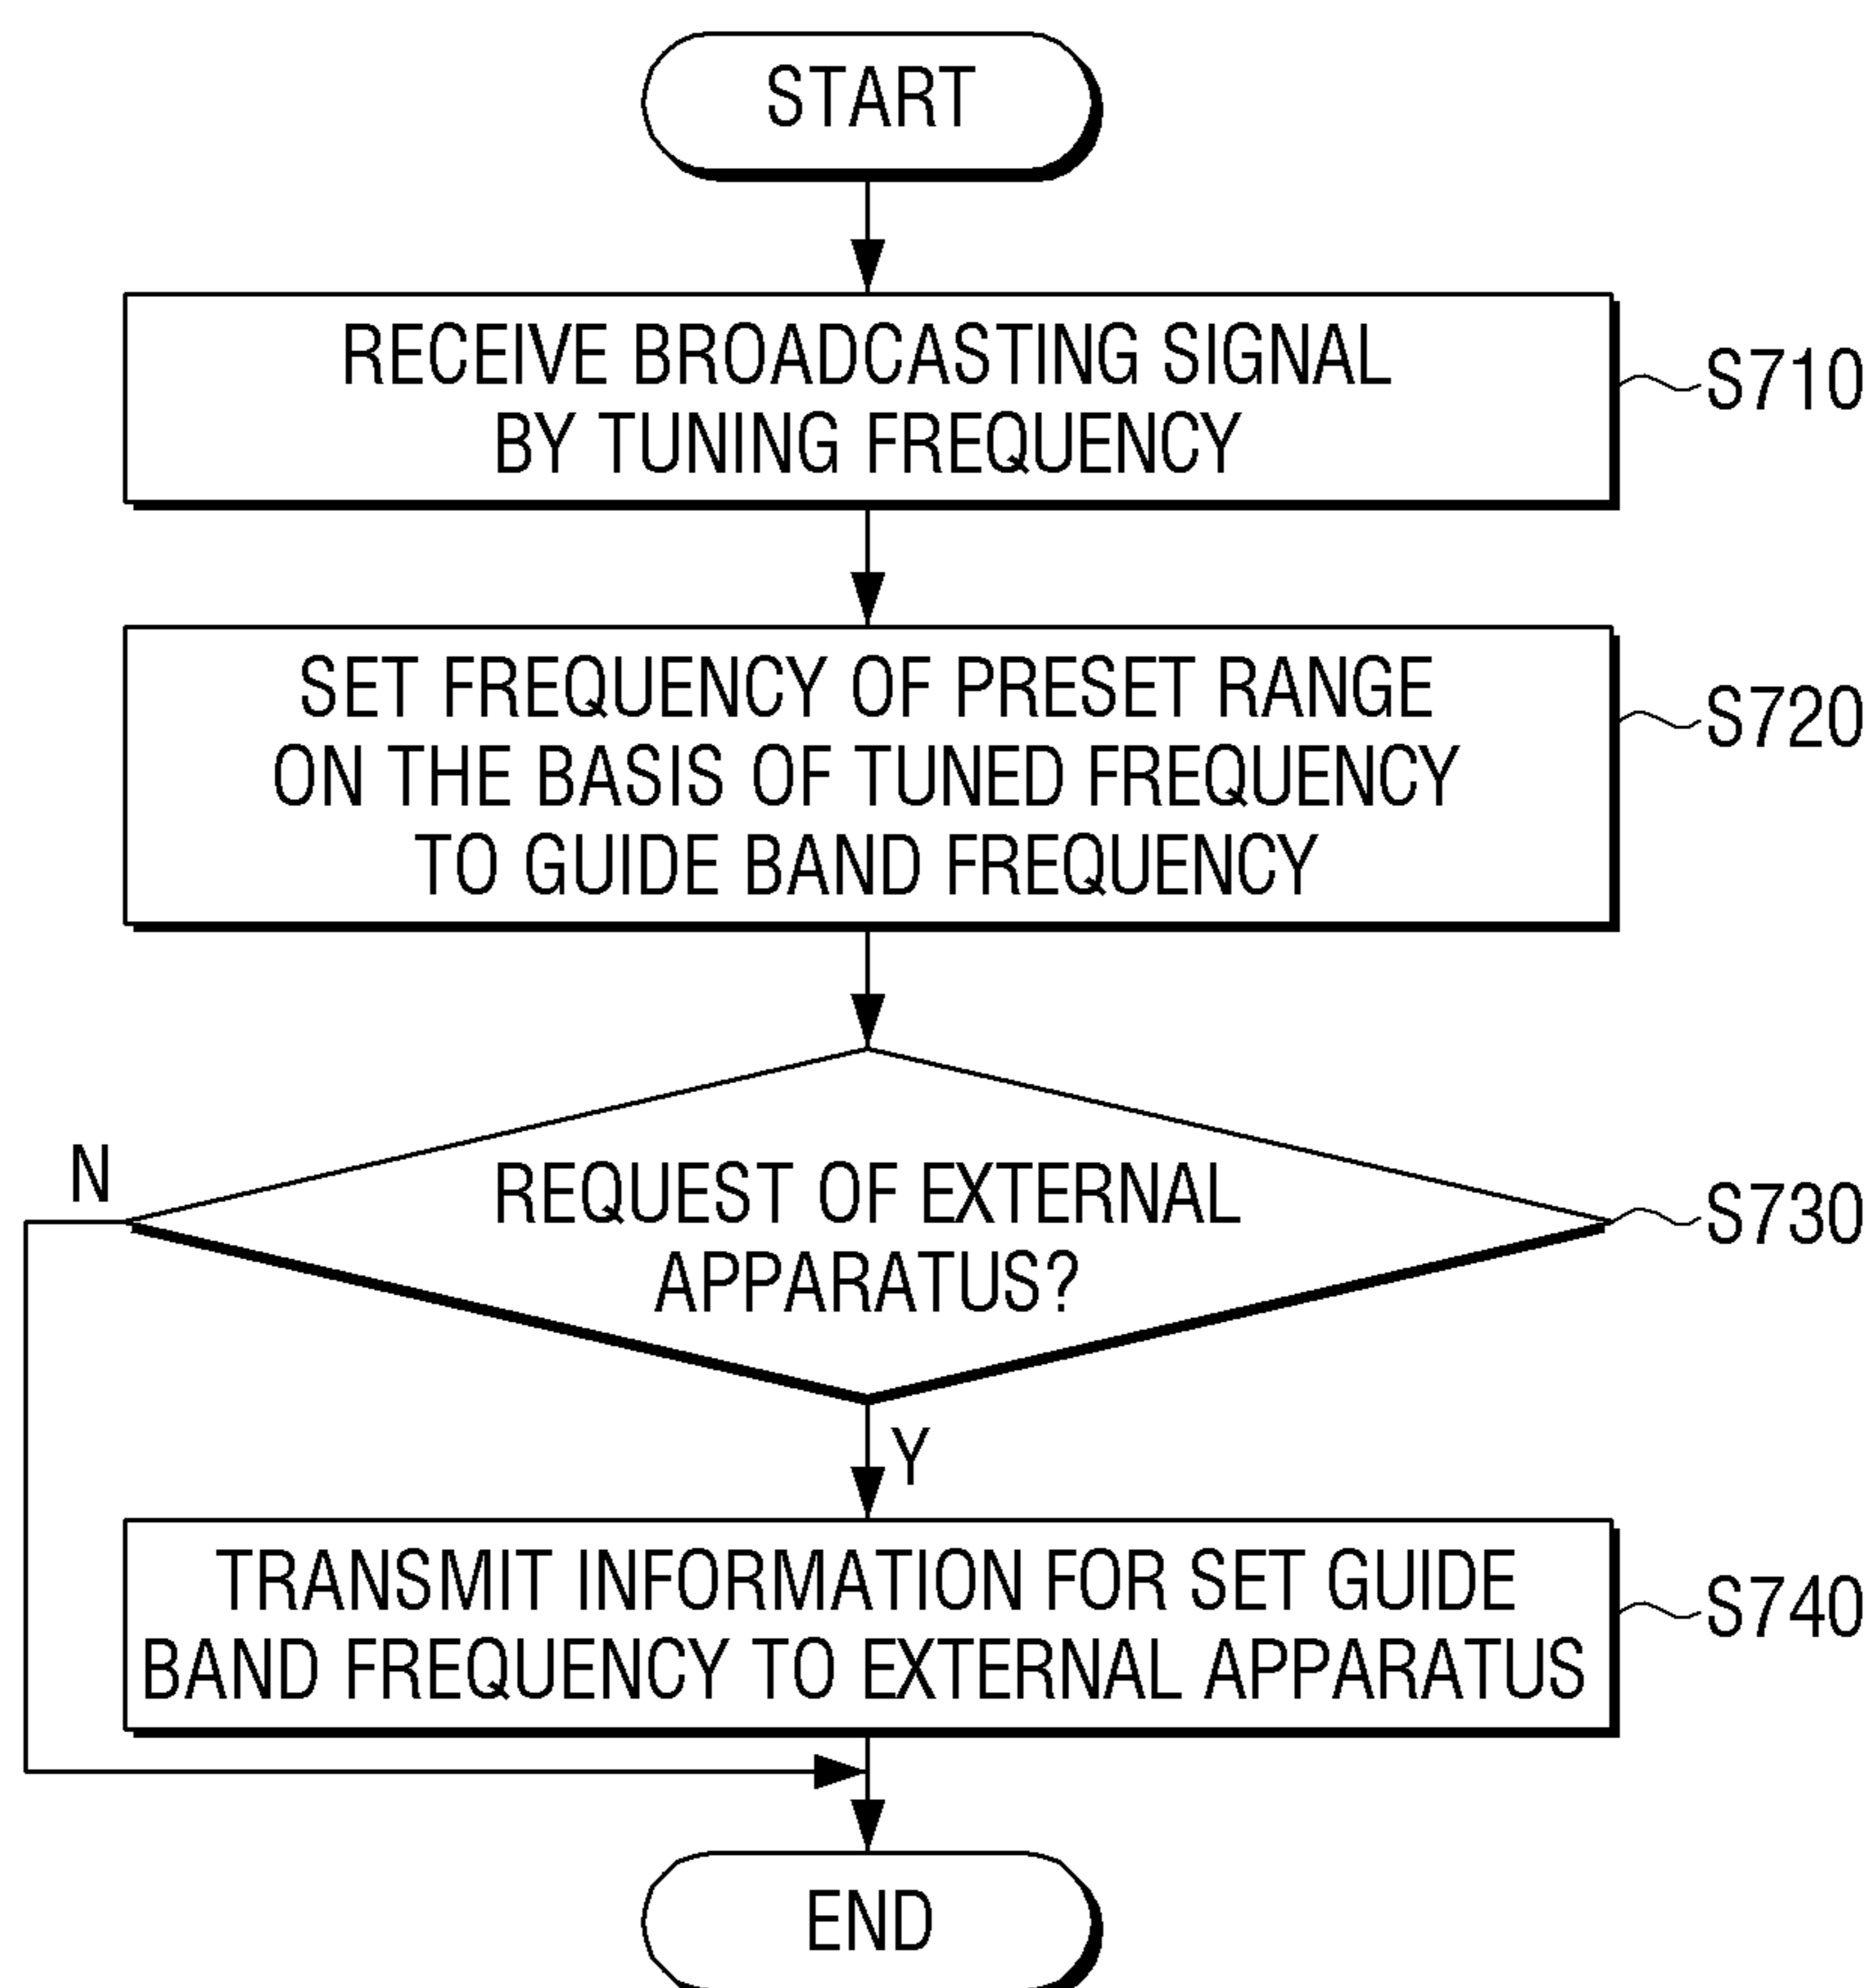 START
RECEIVE BROADCASTING SIGNAL
BY TUNING FREQUENCY
S710
SET FREQUENCY OF PRESET RANGE
ON THE BASIS OF TUNED FREQUENCY
TO GUIDE BAND FREQUENCY
S720
N
REQUEST OF EXTERNAL
APPARATUS?
S730
Y
TRANSMIT INFORMATION FOR SET GUIDE
BAND FREQUENCY TO EXTERNAL APPARATUS
S740
END